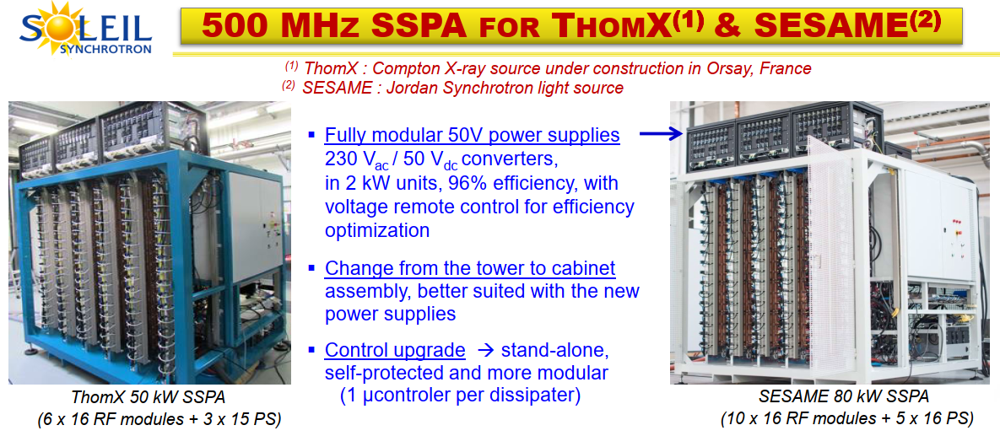 SOLEIL
SYNCHROTRON
500 MHZ SSPA FOR THOMX(1) & SESAME(2)
(1) ThomX : Compton X-ray source under construction in Orsay, France
(2) SESAME : Jordan Synchrotron light source
▪ Fully modular 50V power supplies
230 Vac / 50 Vdc converters,
in 2 kW units, 96% efficiency, with
voltage remote control for efficiency
optimization
▪ Change from the tower to cabinet
assembly, better suited with the new
power supplies
▪ Control upgrade → stand-alone,
self-protected and more modular
(1 µcontroler per dissipater)
ThomX 50 kW SSPA
(6 x 16 RF modules + 3 x 15 PS)
SESAME 80 kW SSPA
(10 x 16 RF modules + 5 x 16 PS)